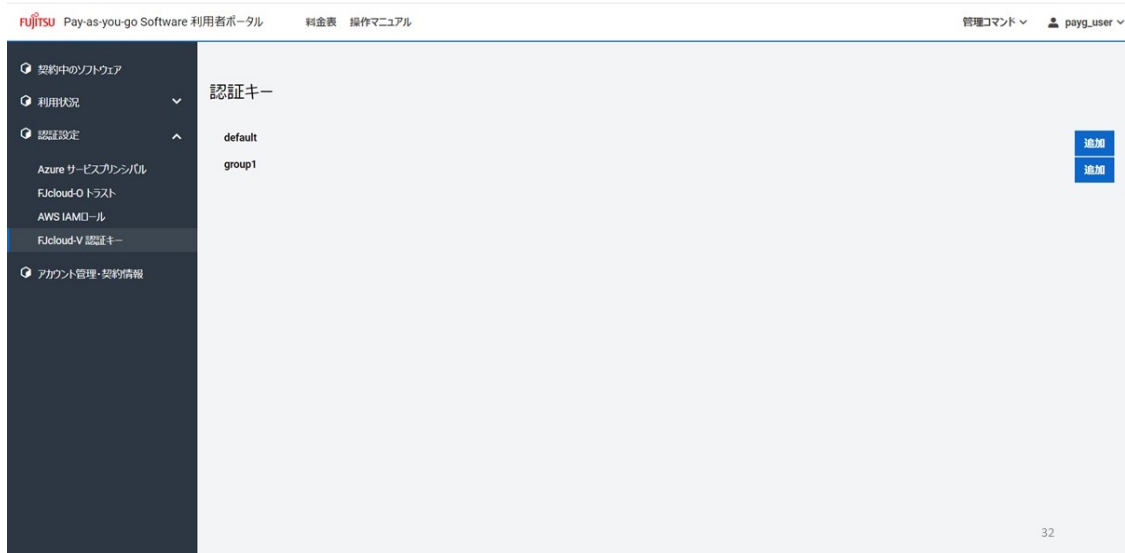 FUJITSU Pay-as-you-go Software 利用者ポータル 料金表 操作マニュアル 管理コマンド payg_user
契約中のソフトウェア
利用状況
認証設定
Azure サービスプリンシパル
FJcloud-O トラスト
AWS IAMロール
FJcloud-V 認証キー
アカウント管理・契約情報
認証キー
default 追加
group1 追加
32